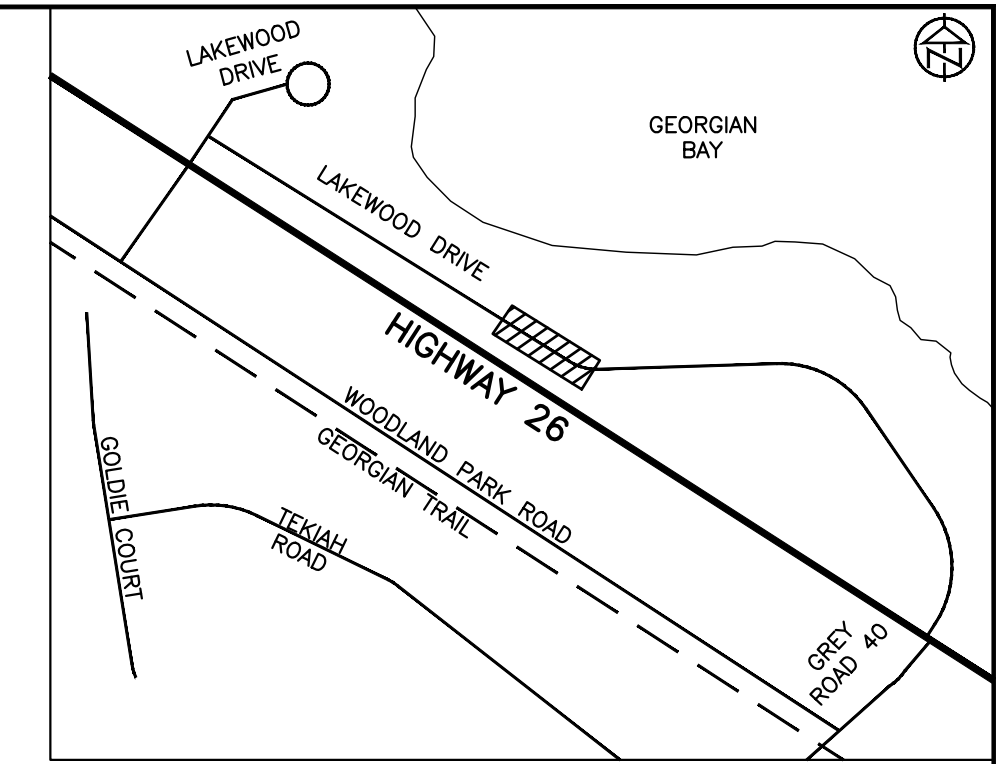 LAKEWOOD
DRIVE
N
GEORGIAN
BAY
LAKEWOOD DRIVE
HIGHWAY 26
WOODLAND PARK ROAD
GEORGIAN TRAIL
GOLDIE COURT
TEKIAH
ROAD
GREY
ROAD 40